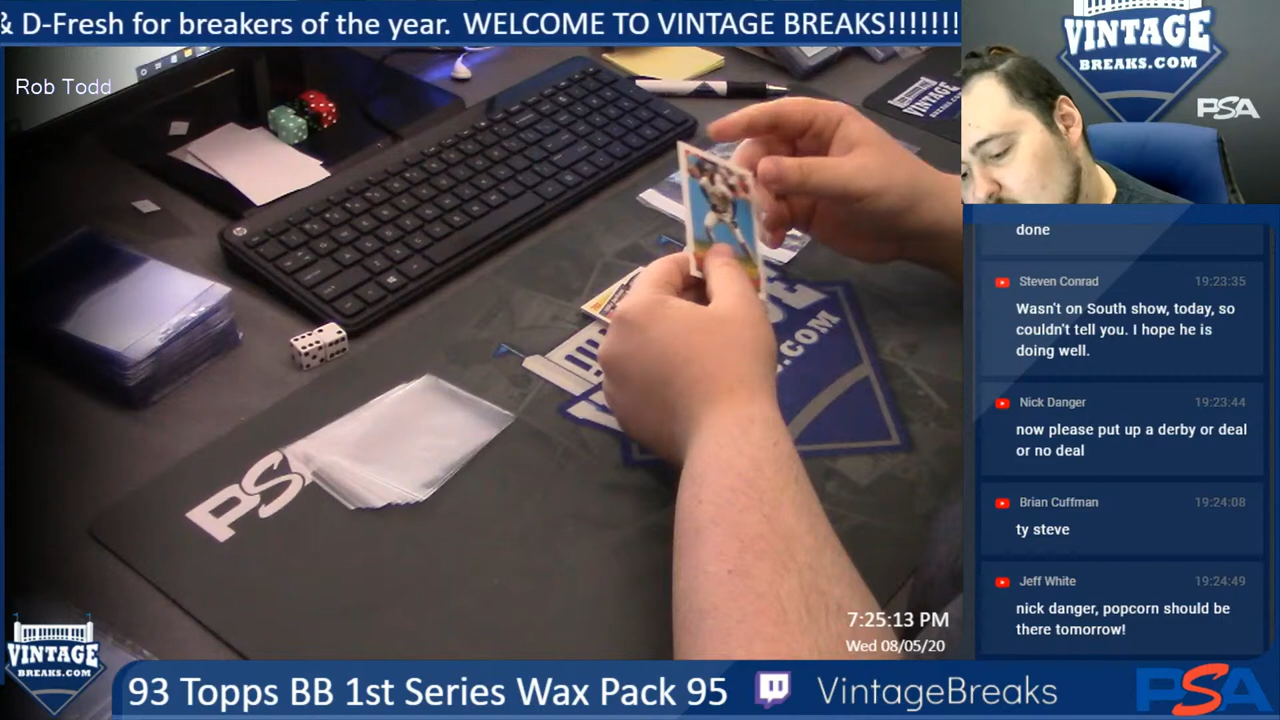 & D-Fresh for breakers of the year. WELCOME TO VINTAGE BREAKS!!!!!!!
Rob Todd
VINTAGE
BREAKS.COM
PSA
VINTAGE
done
Steven Conrad 19:23:35
Wasn't on South show, today, so
couldn't tell you. I hope he is
doing well.
Nick Danger 19:23:44
now please put up a derby or deal
or no deal
Brian Cuffman 19:24:08
ty steve
Jeff White 19:24:49
nick danger, popcorn should be
there tomorrow!
.COM
PSA
7:25:13 PM
Wed 08/05/20
VINTAGE
BREAKS.COM
93 Topps BB 1st Series Wax Pack 95
VintageBreaks
PSA